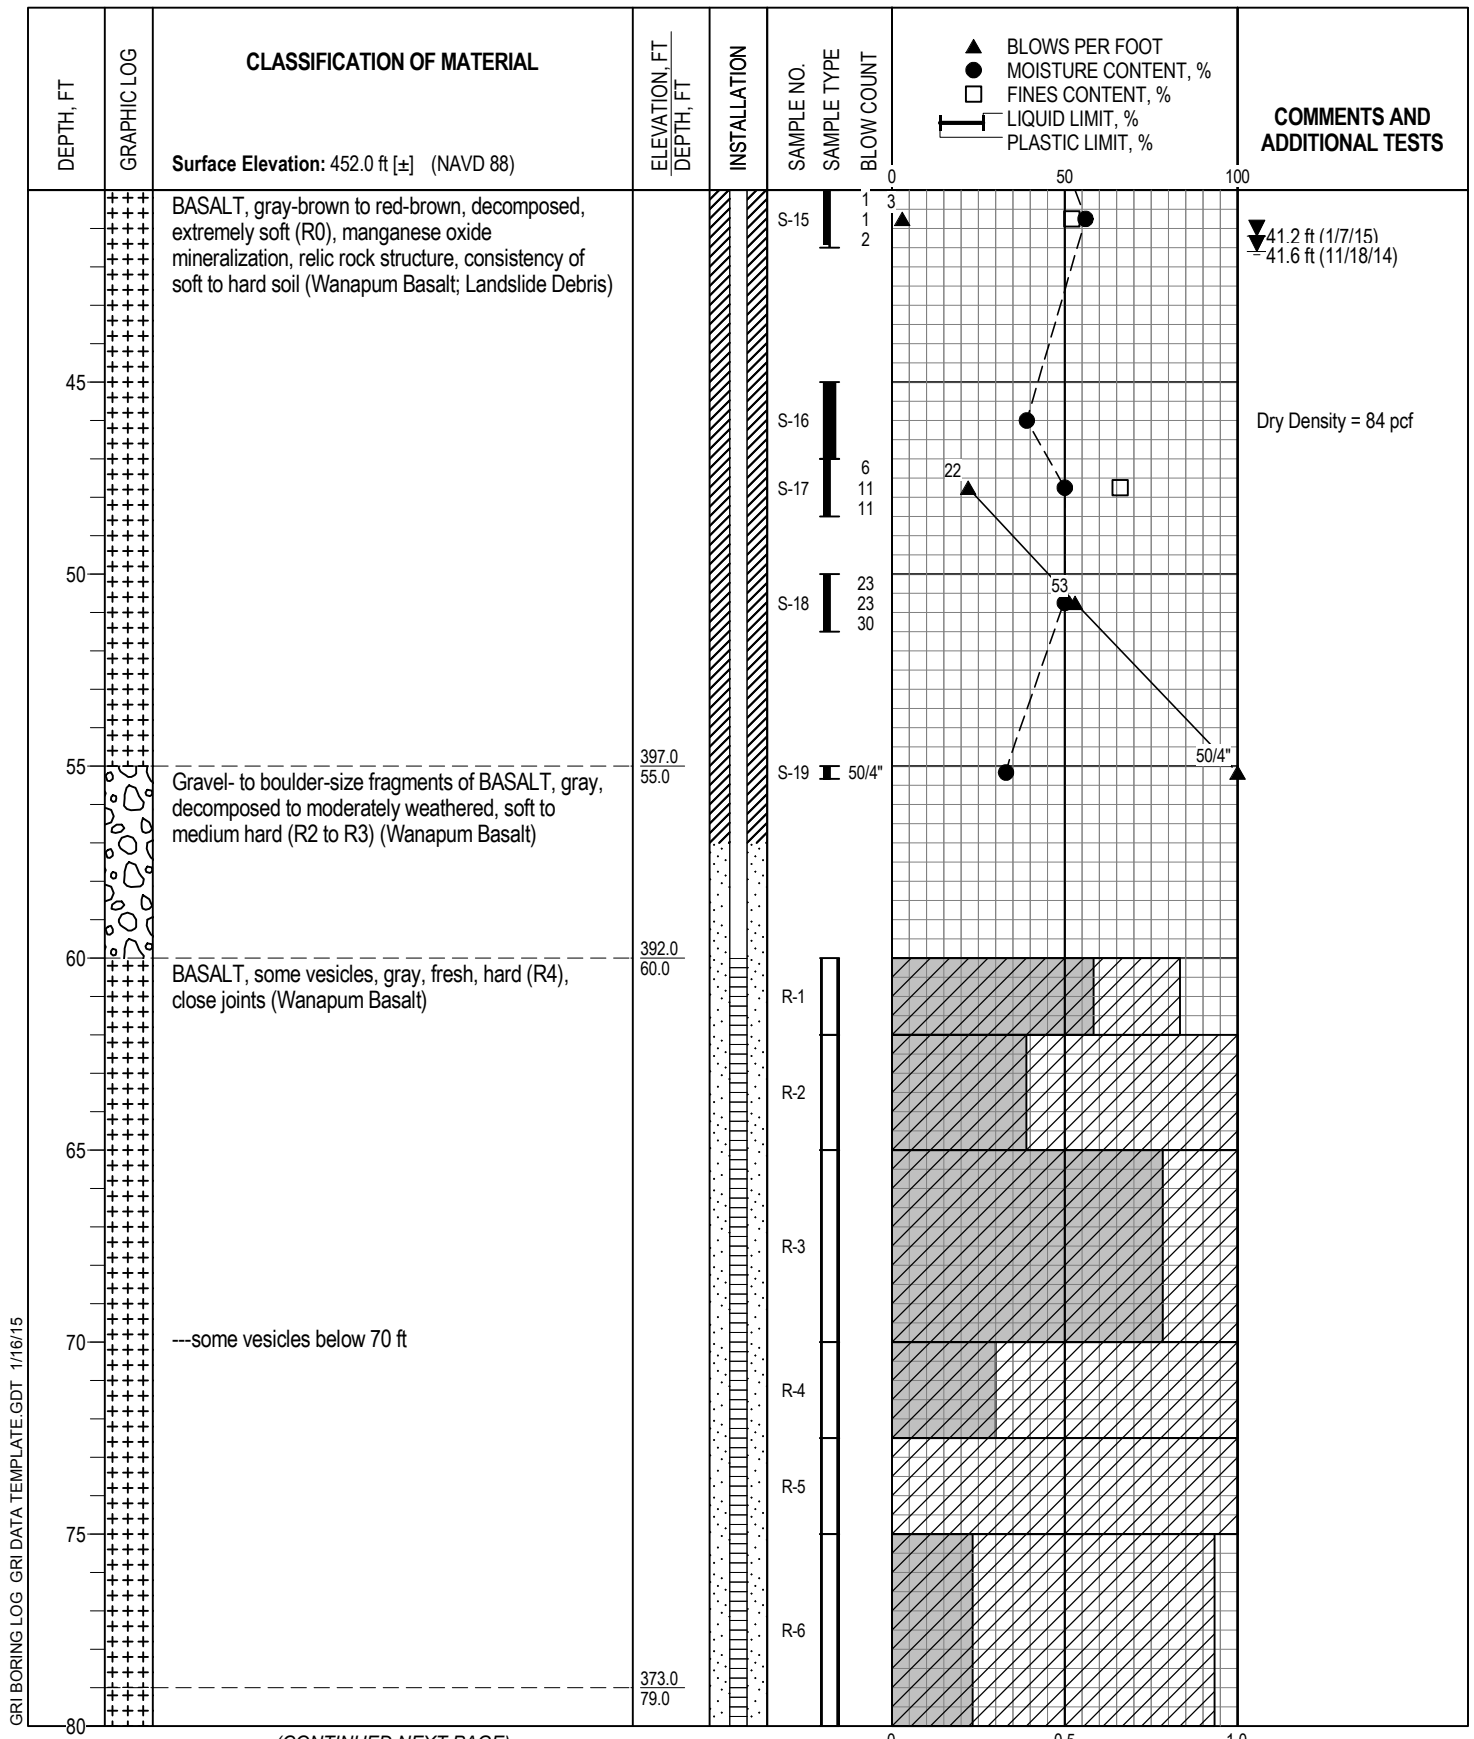 DEPTH, FT
GRAPHIC LOG
CLASSIFICATION OF MATERIAL
Surface Elevation: 452.0 ft [±] (NAVD 88)
ELEVATION, FT
DEPTH, FT
INSTALLATION
SAMPLE NO.
SAMPLE TYPE
BLOW COUNT
BLOWS PER FOOT
MOISTURE CONTENT, %
FINES CONTENT, %
LIQUID LIMIT, %
PLASTIC LIMIT, %
0 50 100
COMMENTS AND
ADDITIONAL TESTS
BASALT, gray-brown to red-brown, decomposed,
extremely soft (R0), manganese oxide
mineralization, relic rock structure, consistency of
soft to hard soil (Wanapum Basalt; Landslide Debris)
S-15
1
1
2
3
41.2 ft (1/7/15)
41.6 ft (11/18/14)
45
S-16
Dry Density = 84 pcf
S-17
6
11
11
22
50
S-18
23
23
30
53
55
397.0
55.0
S-19
50/4"
50/4"
Gravel- to boulder-size fragments of BASALT, gray,
decomposed to moderately weathered, soft to
medium hard (R2 to R3) (Wanapum Basalt)
60
392.0
60.0
BASALT, some vesicles, gray, fresh, hard (R4),
close joints (Wanapum Basalt)
R-1
R-2
65
R-3
70
---some vesicles below 70 ft
R-4
R-5
75
R-6
373.0
79.0
80
(CONTINUED NEXT PAGE)
0 0.5 1.0
GRI BORING LOG GRI DATA TEMPLATE.GDT 1/16/15